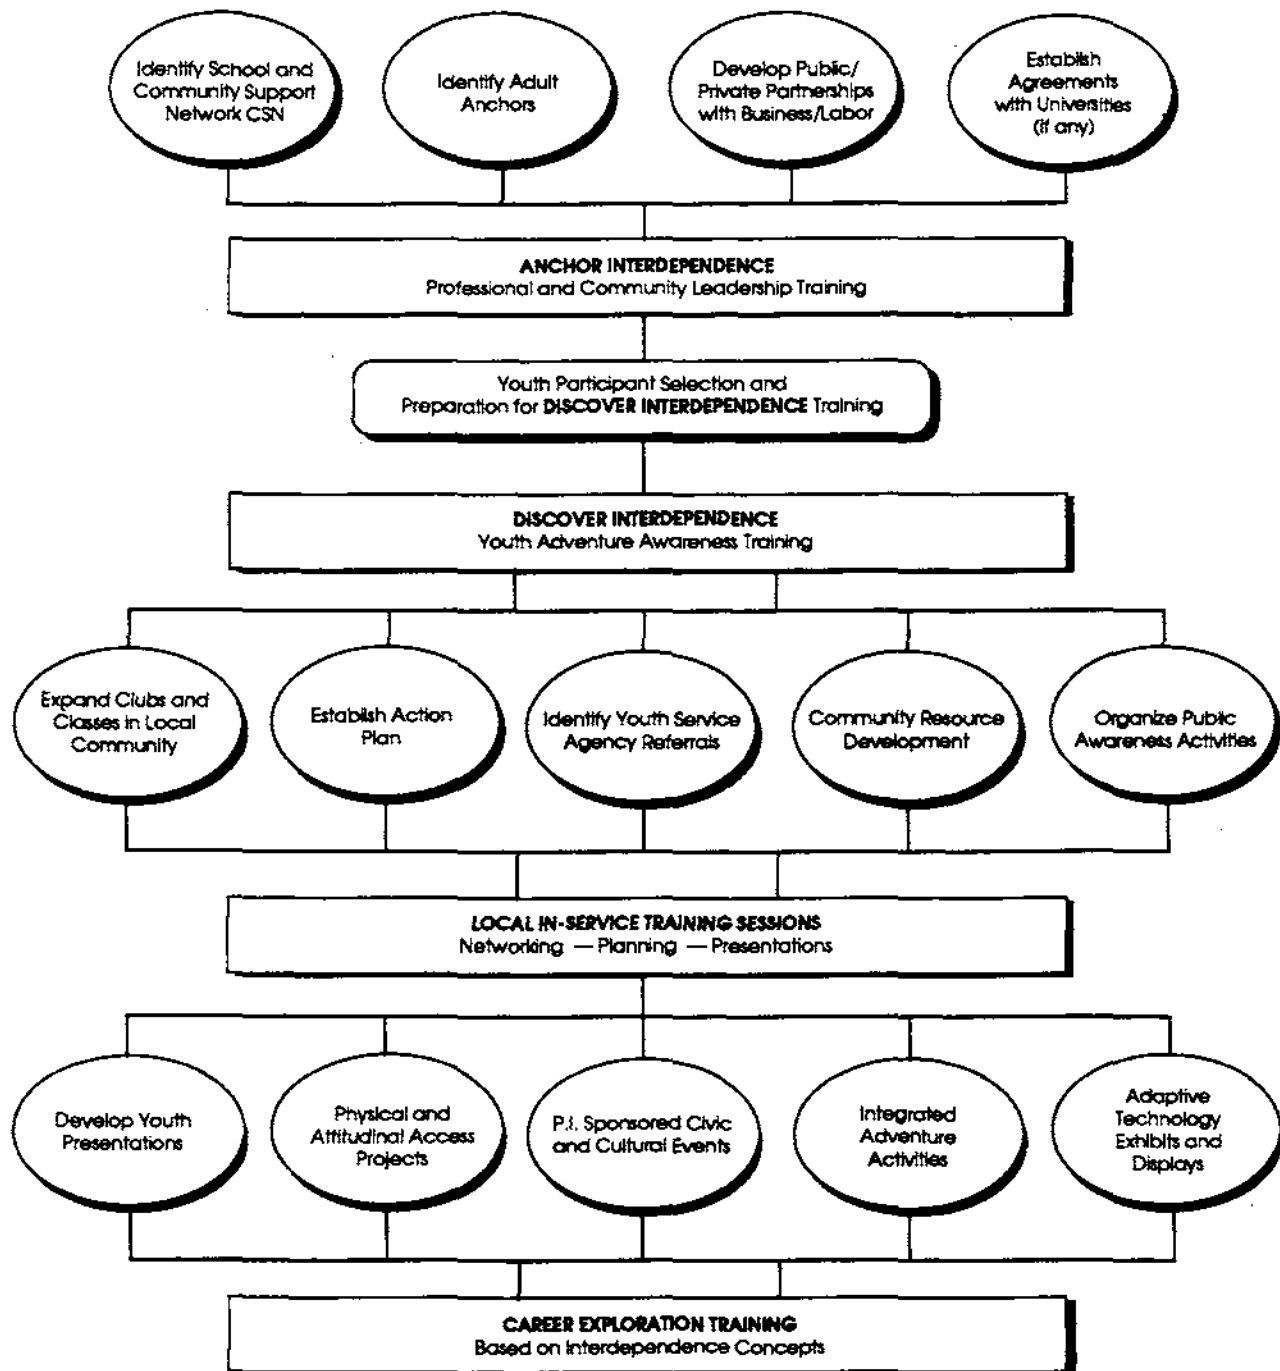 Identify School and
Community Support
Network CSN
Identify Adult
Anchors
Develop Public/
Private Partnerships
with Business/Labor
Establish
Agreements
with Universities
(if any)
ANCHOR INTERDEPENDENCE
Professional and Community Leadership Training
Youth Participant Selection and
Preparation for DISCOVER INTERDEPENDENCE Training
DISCOVER INTERDEPENDENCE
Youth Adventure Awareness Training
Expand Clubs and
Classes in Local
Community
Establish Action
Plan
Identify Youth Service
Agency Referrals
Community Resource
Development
Organize Public
Awareness Activities
LOCAL IN-SERVICE TRAINING SESSIONS
Networking — Planning — Presentations
Develop Youth
Presentations
Physical and
Attitudinal Access
Projects
P.I. Sponsored Civic
and Cultural Events
Integrated
Adventure
Activities
Adaptive
Technology
Exhibits and
Displays
CAREER EXPLORATION TRAINING
Based on Interdependence Concepts